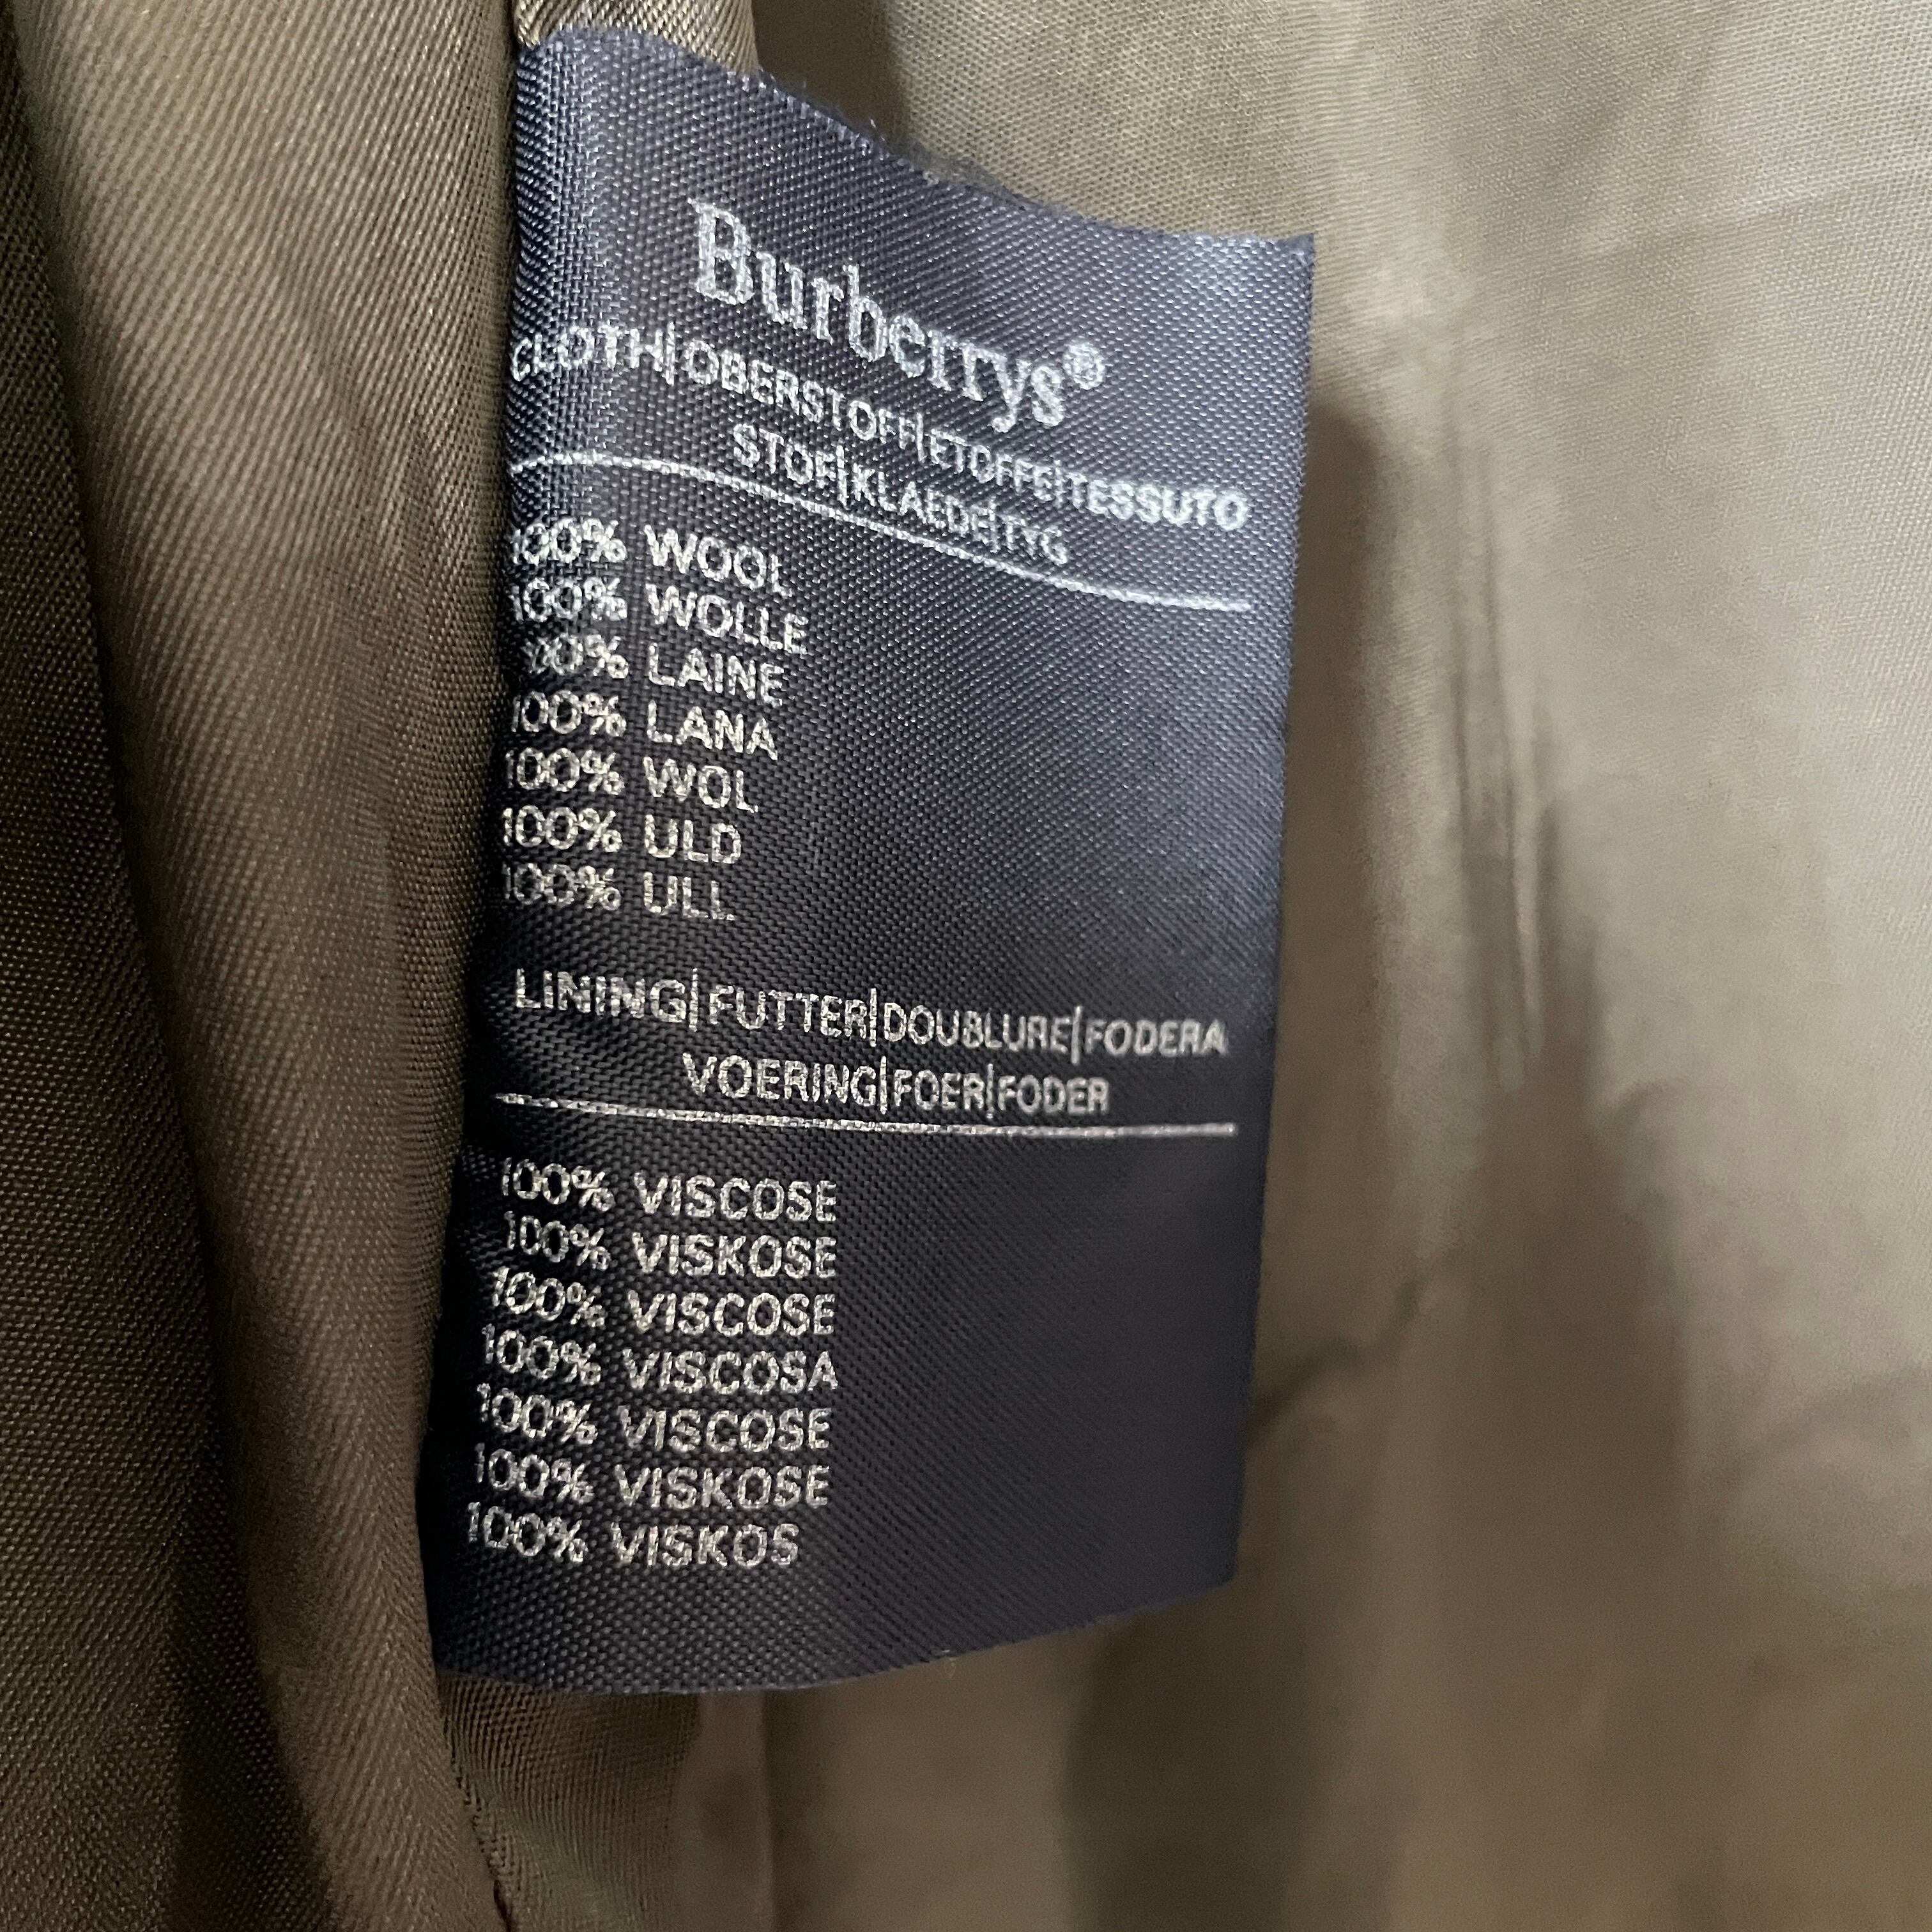 Burberrys®
CLOTH|OBERSTOFF|ETOFFE|TESSUTO
STOF|KLAEDE|TYG
100% WOOL
100% WOLLE
100% LAINE
100% LANA
100% WOL
100% ULD
100% ULL
LINING|FUTTER|DOUBLURE|FODERA
VOERING|FOER|FODER
100% VISCOSE
100% VISKOSE
100% VISCOSE
100% VISCOSA
100% VISCOSE
100% VISKOSE
100% VISKOS